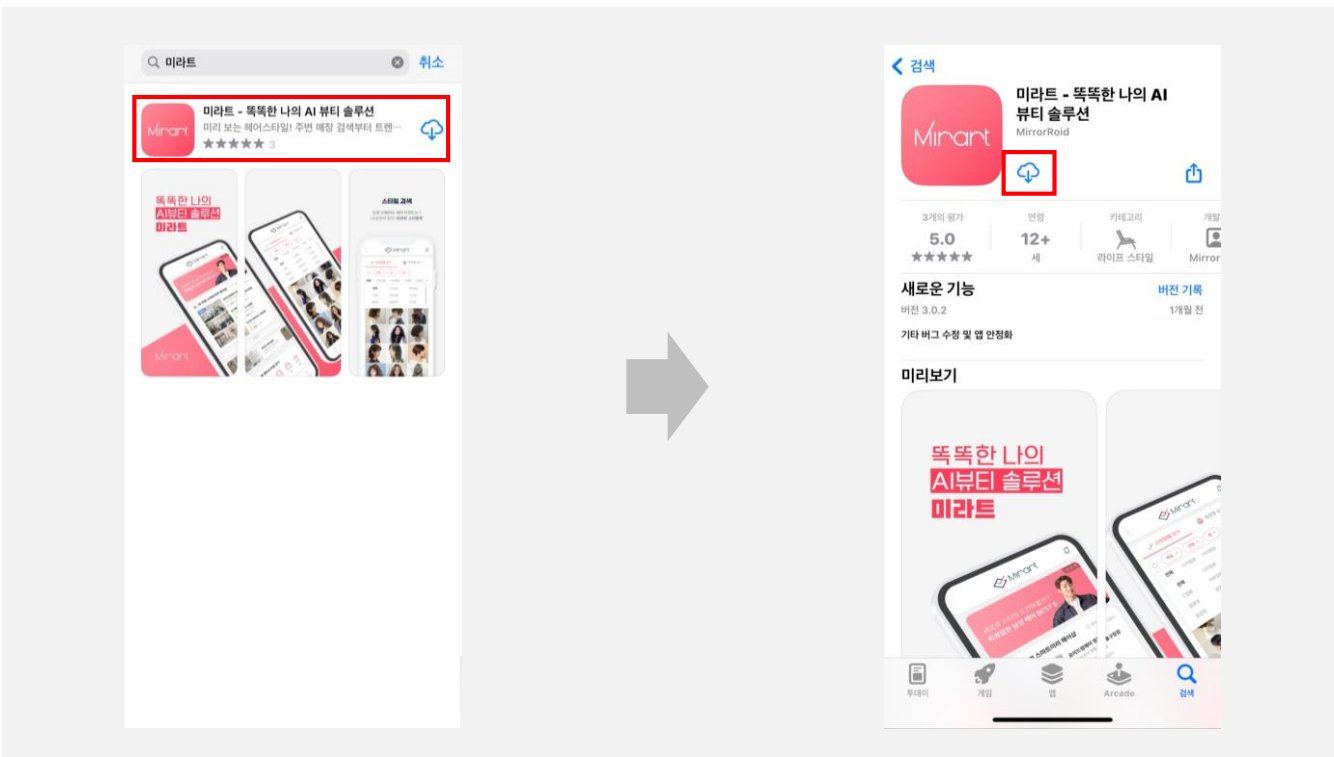 미라트
취소
Mirart
미라트 - 똑똑한 나의 AI 뷰티 솔루션
미리 보는 헤어스타일! 주변 매장 검색부터 트렌…
★★★★★ 3
똑똑한 나의
AI뷰티 솔루션
미라트
Mirart
스타일 검색
Mirart
검색
Mirart
미라트 - 똑똑한 나의 AI
뷰티 솔루션
MirrorRoid
3개의 평가
연령
카테고리
개발
5.0
12+
★★★★★
세
라이프 스타일
Mirror
새로운 기능
버전 기록
버전 3.0.2
1개월 전
기타 버그 수정 및 앱 안정화
미리보기
똑똑한 나의
AI뷰티 솔루션
미라트
Mirart
Mirart
투데이
게임
앱
Arcade
검색